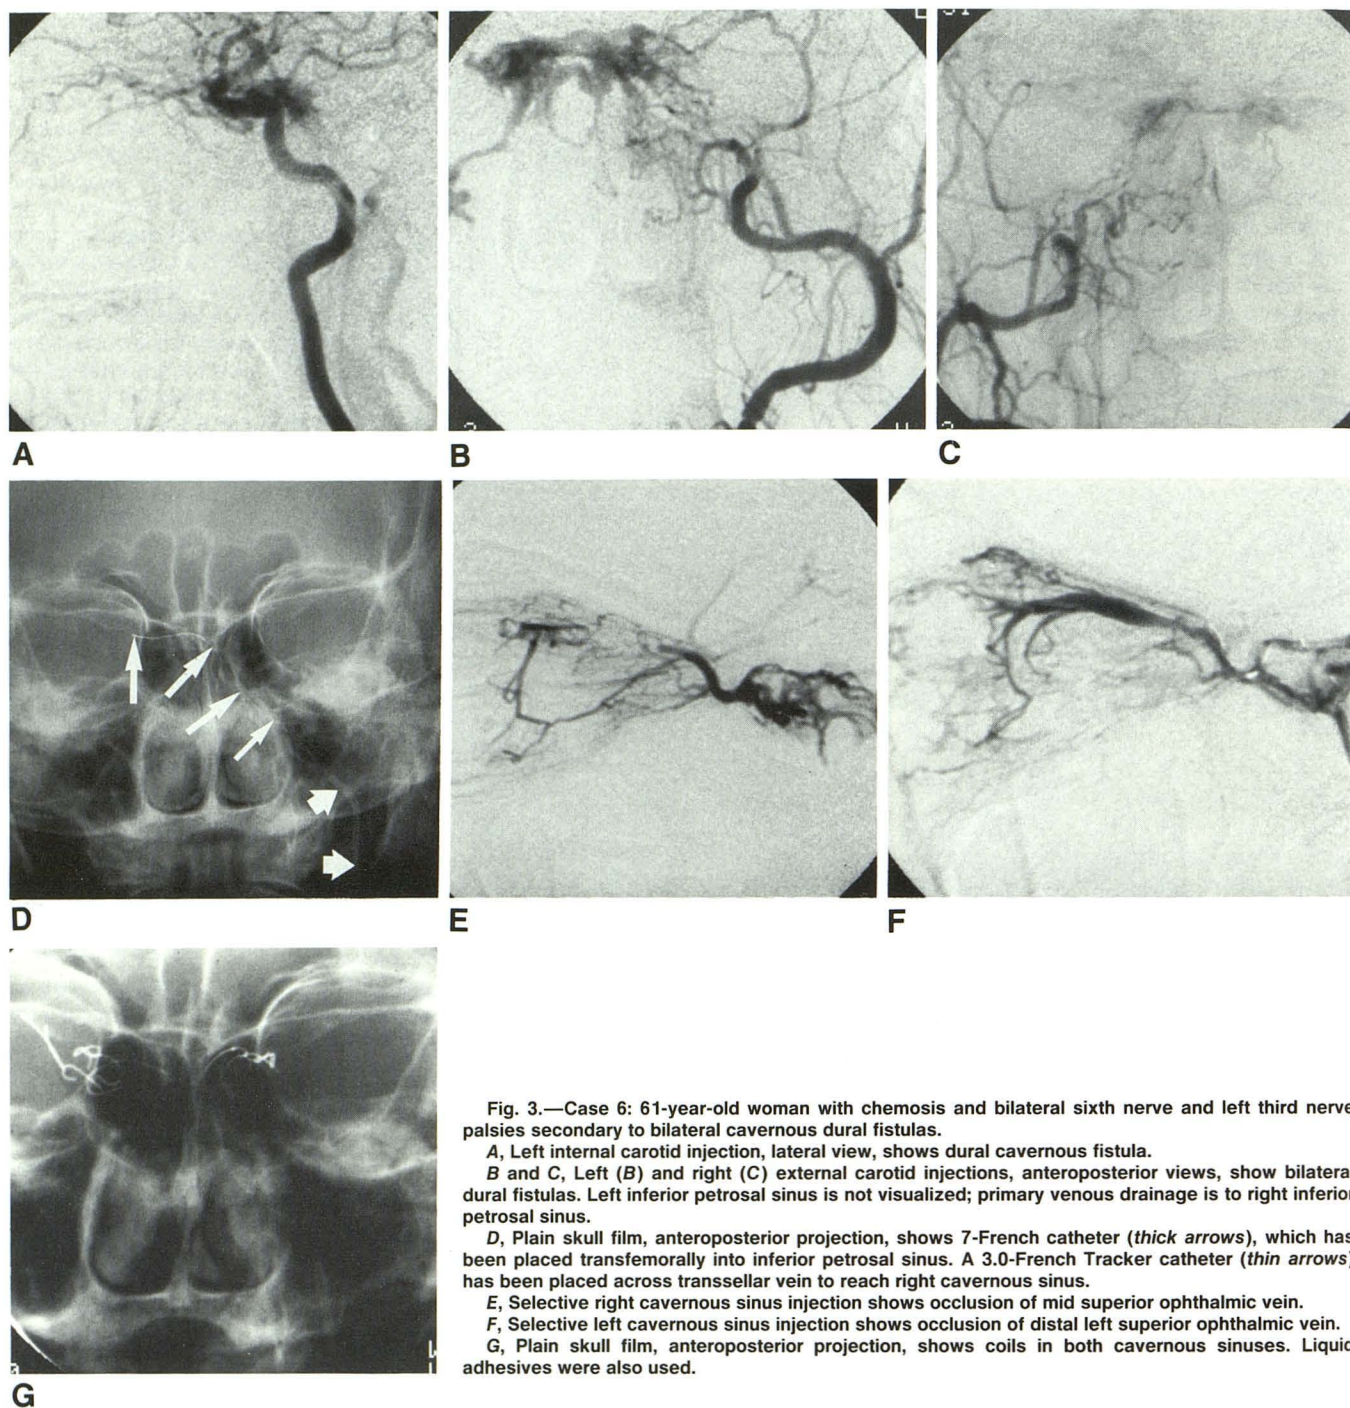 A
B
C
D
E
F
G
Fig. 3.—Case 6: 61-year-old woman with chemosis and bilateral sixth nerve and left third nerve
palsies secondary to bilateral cavernous dural fistulas.
A, Left internal carotid injection, lateral view, shows dural cavernous fistula.
B and C, Left (B) and right (C) external carotid injections, anteroposterior views, show bilateral
dural fistulas. Left inferior petrosal sinus is not visualized; primary venous drainage is to right inferior
petrosal sinus.
D, Plain skull film, anteroposterior projection, shows 7-French catheter (thick arrows), which has
been placed transfemorally into inferior petrosal sinus. A 3.0-French Tracker catheter (thin arrows)
has been placed across transsellar vein to reach right cavernous sinus.
E, Selective right cavernous sinus injection shows occlusion of mid superior ophthalmic vein.
F, Selective left cavernous sinus injection shows occlusion of distal left superior ophthalmic vein.
G, Plain skull film, anteroposterior projection, shows coils in both cavernous sinuses. Liquid
adhesives were also used.